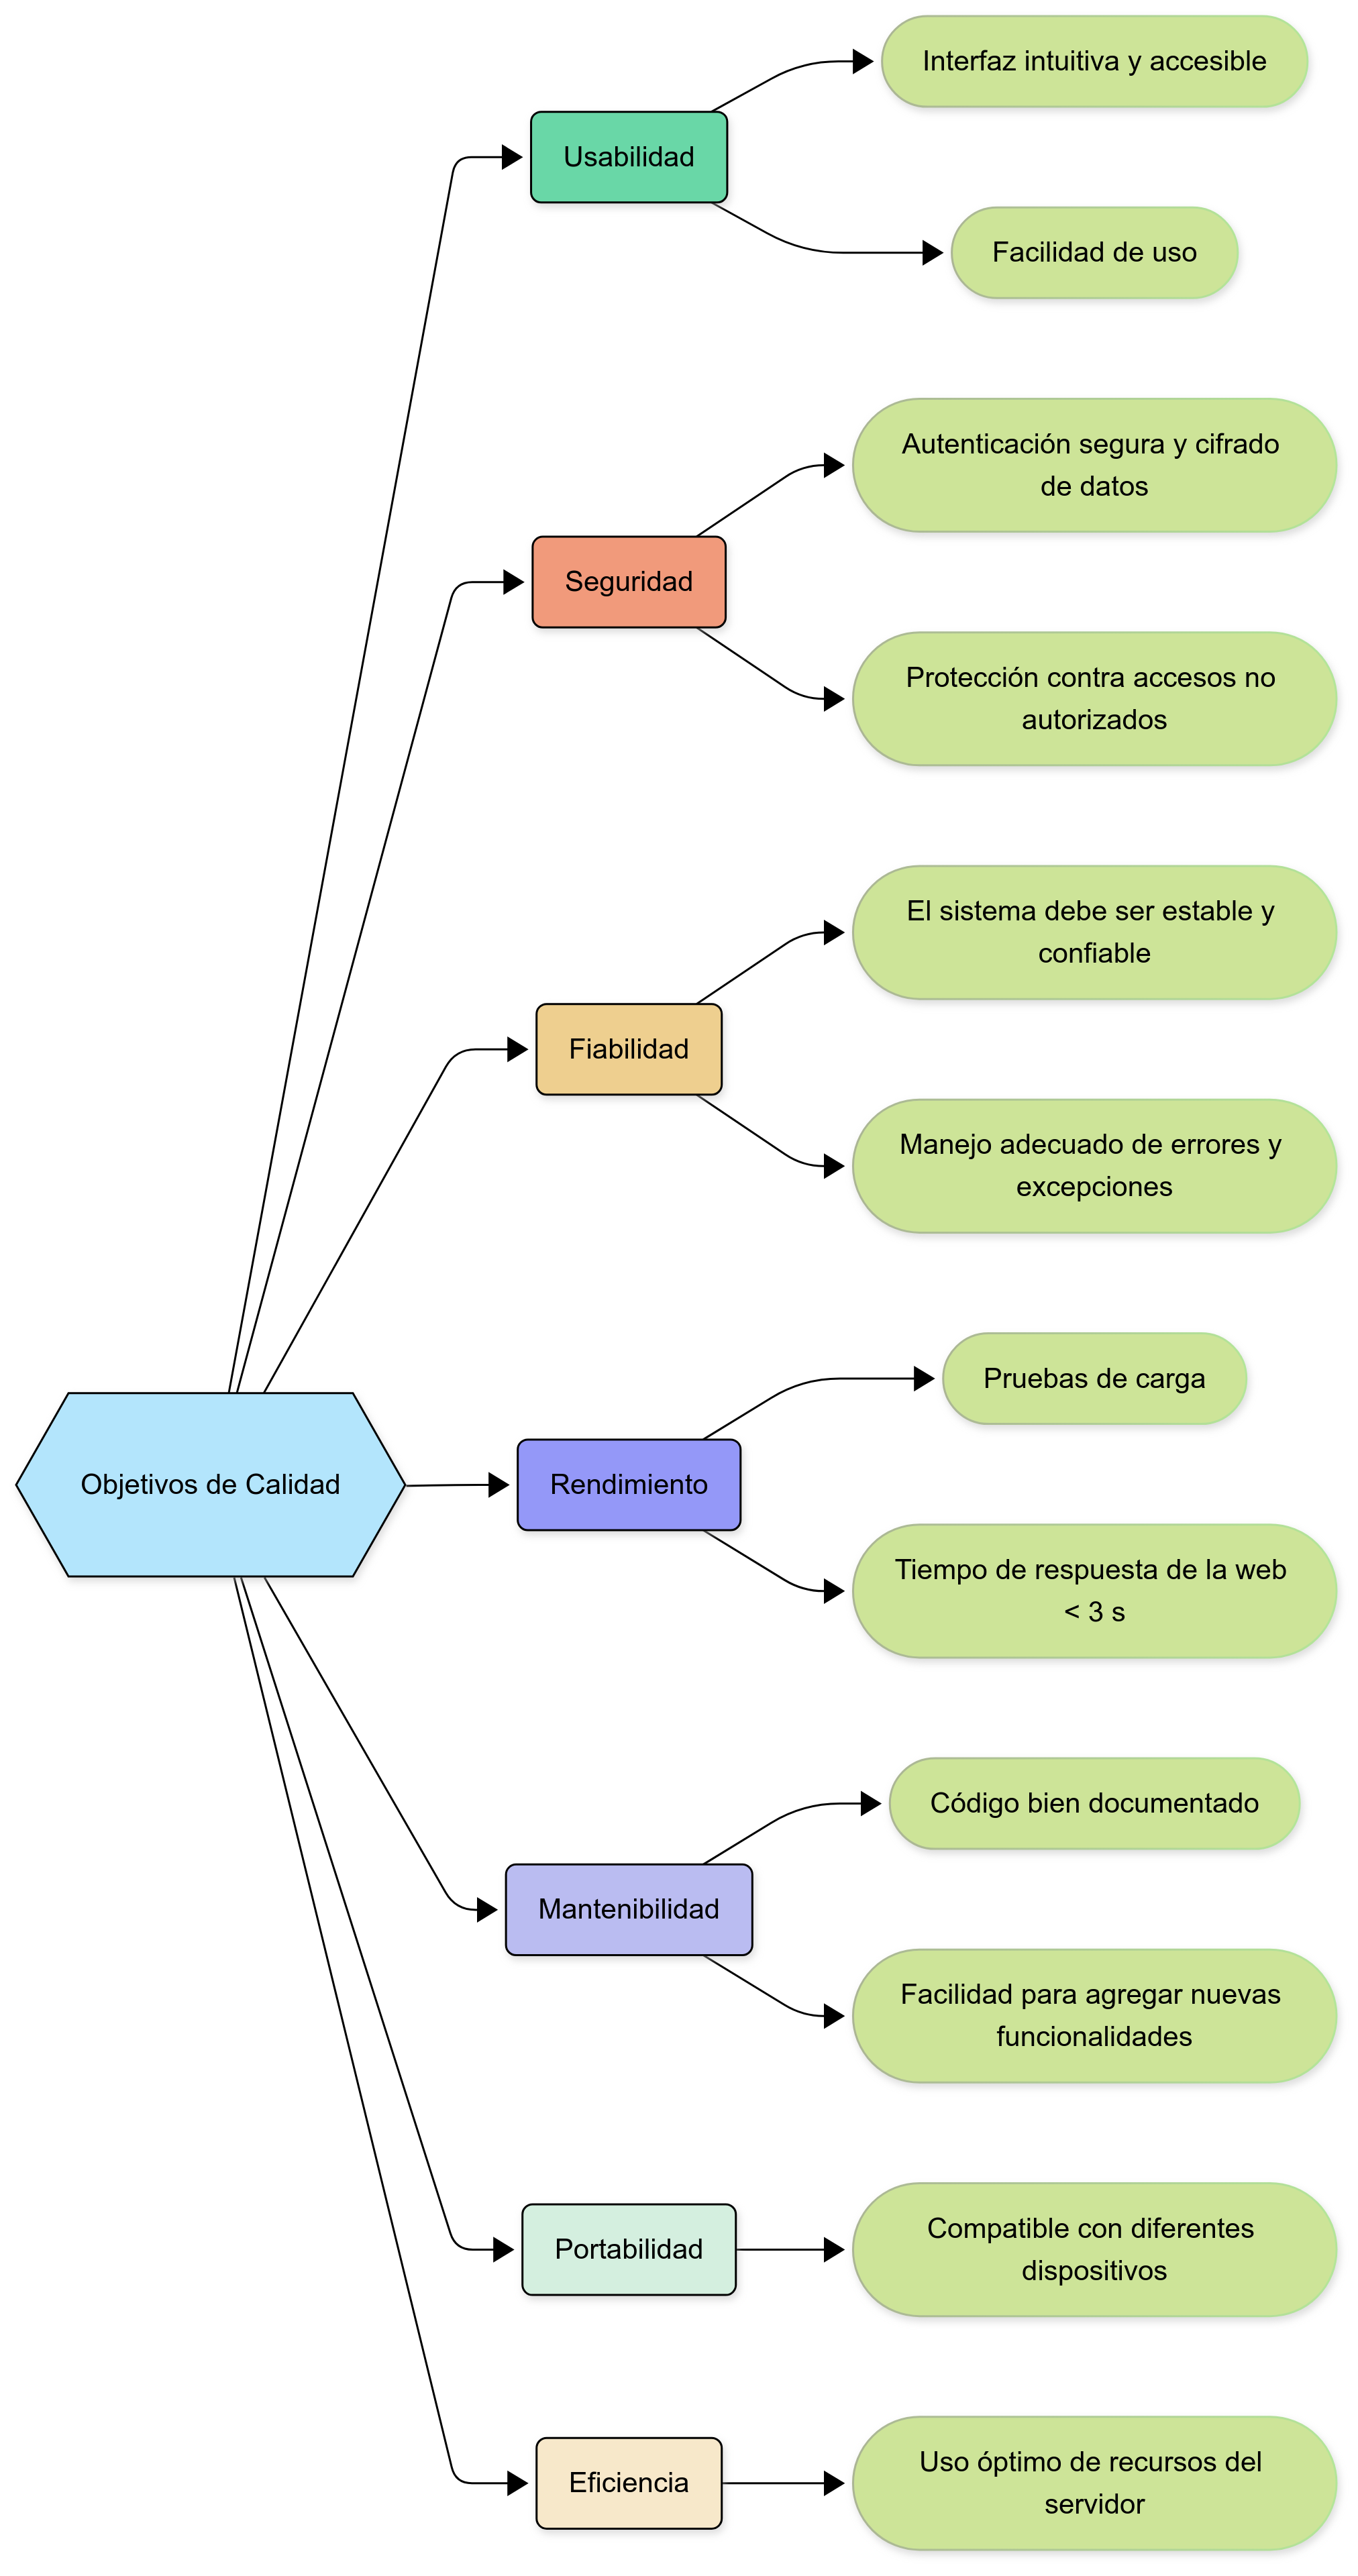 Objetivos de Calidad
Usabilidad
Interfaz intuitiva y accesible
Facilidad de uso
Seguridad
Autenticación segura y cifrado
de datos
Protección contra accesos no
autorizados
Fiabilidad
El sistema debe ser estable y
confiable
Manejo adecuado de errores y
excepciones
Rendimiento
Pruebas de carga
Tiempo de respuesta de la web
< 3 s
Mantenibilidad
Código bien documentado
Facilidad para agregar nuevas
funcionalidades
Portabilidad
Compatible con diferentes
dispositivos
Eficiencia
Uso óptimo de recursos del
servidor